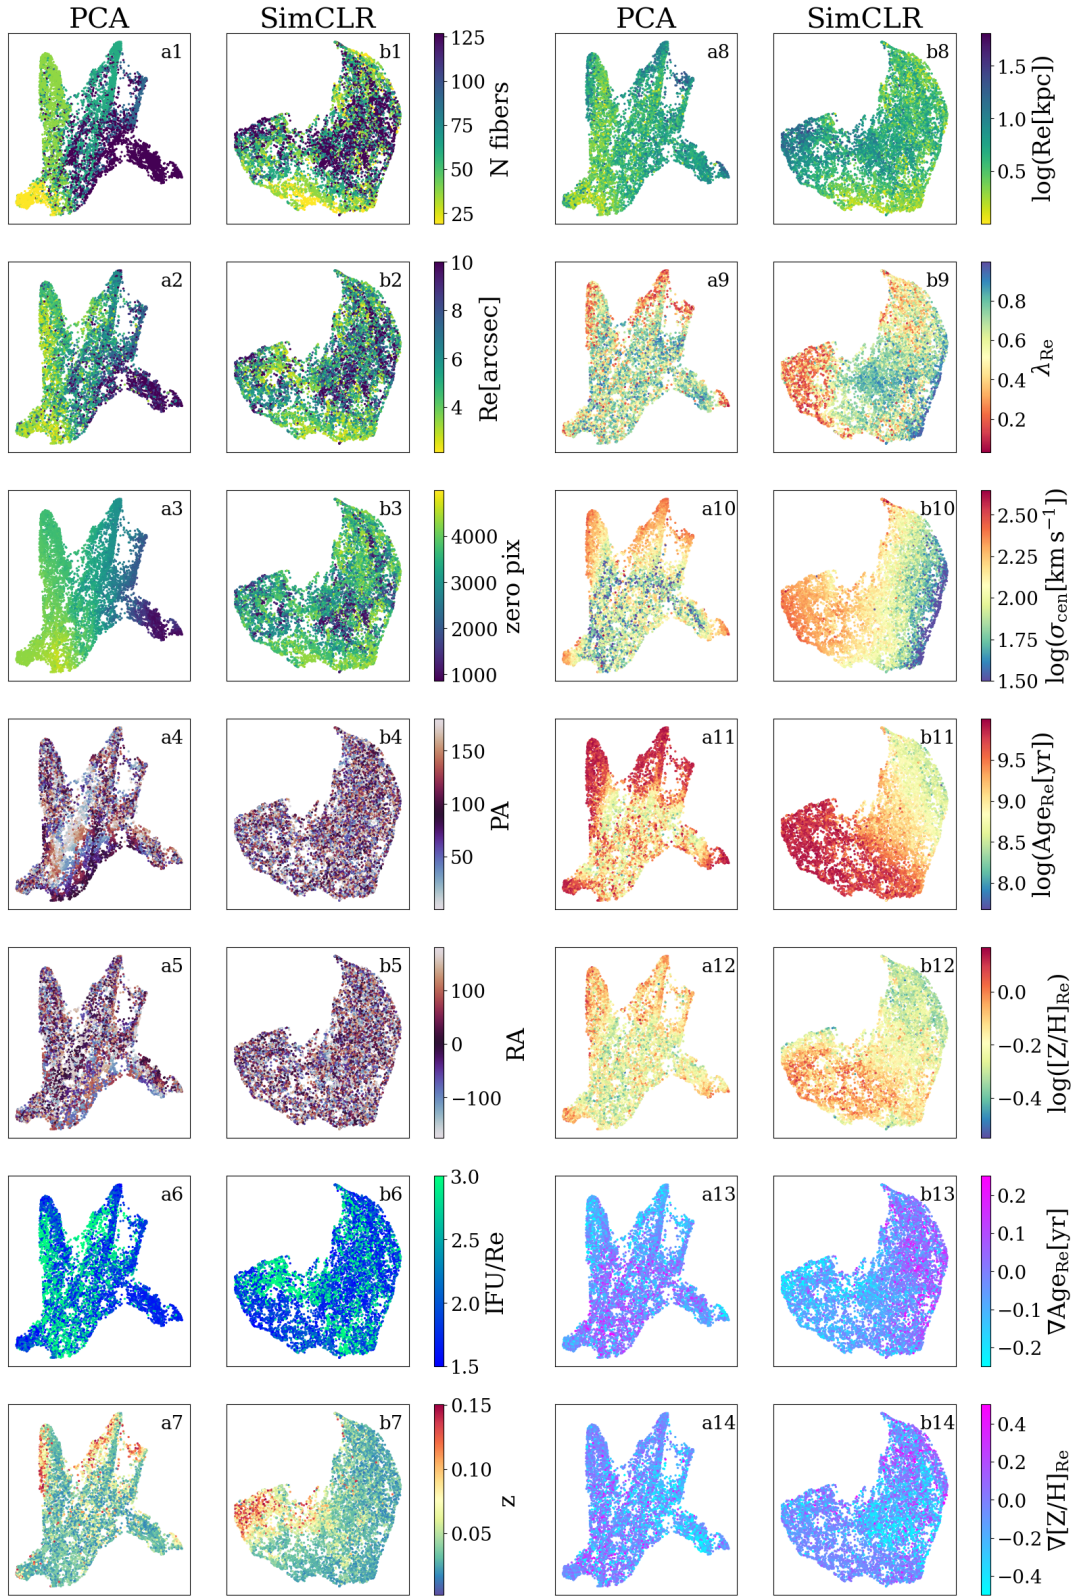 PCA SimCLR PCA SimCLR
a1 b1 125 100 75 50 25 N fibers a8 b8 1.5 1.0 0.5 log(Re[kpc])
a2 b2 10 8 6 4 Re[arcsec] a9 b9 0.8 0.6 0.4 0.2 λRe
a3 b3 4000 3000 2000 1000 zero pix a10 b10 2.50 2.25 2.00 1.75 1.50 log(σcen[km s⁻¹])
a4 b4 150 100 50 PA a11 b11 9.5 9.0 8.5 8.0 log(AgeRe[yr])
a5 b5 100 0 −100 RA a12 b12 0.0 −0.2 −0.4 log([Z/H]Re)
a6 b6 3.0 2.5 2.0 1.5 IFU/Re a13 b13 0.2 0.1 0.0 −0.1 −0.2 ∇AgeRe[yr]
a7 b7 0.15 0.10 0.05 z a14 b14 0.4 0.2 0.0 −0.2 −0.4 ∇[Z/H]Re